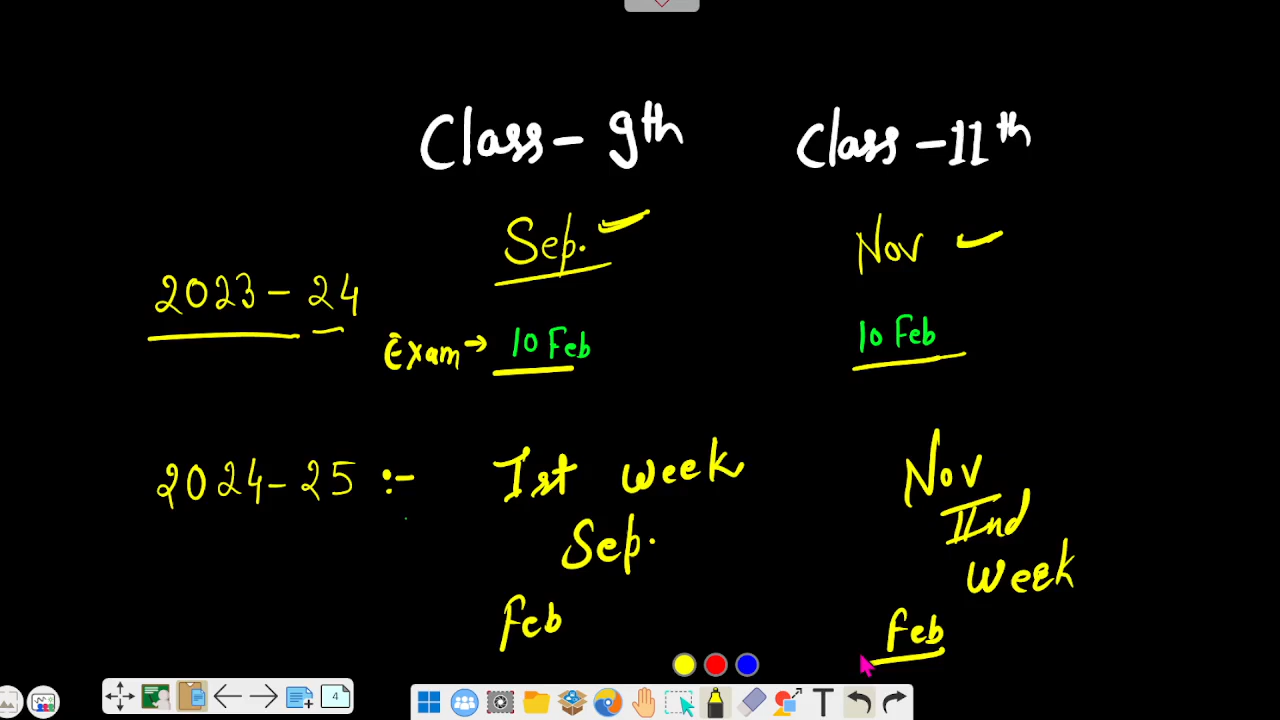 Class - 9th Class - 11th
Sep. Nov
2023 - 24
Exam → 10 Feb 10 Feb
2024 - 25 :- Ist week Nov
IInd
Sep. week
Feb Feb
4
T